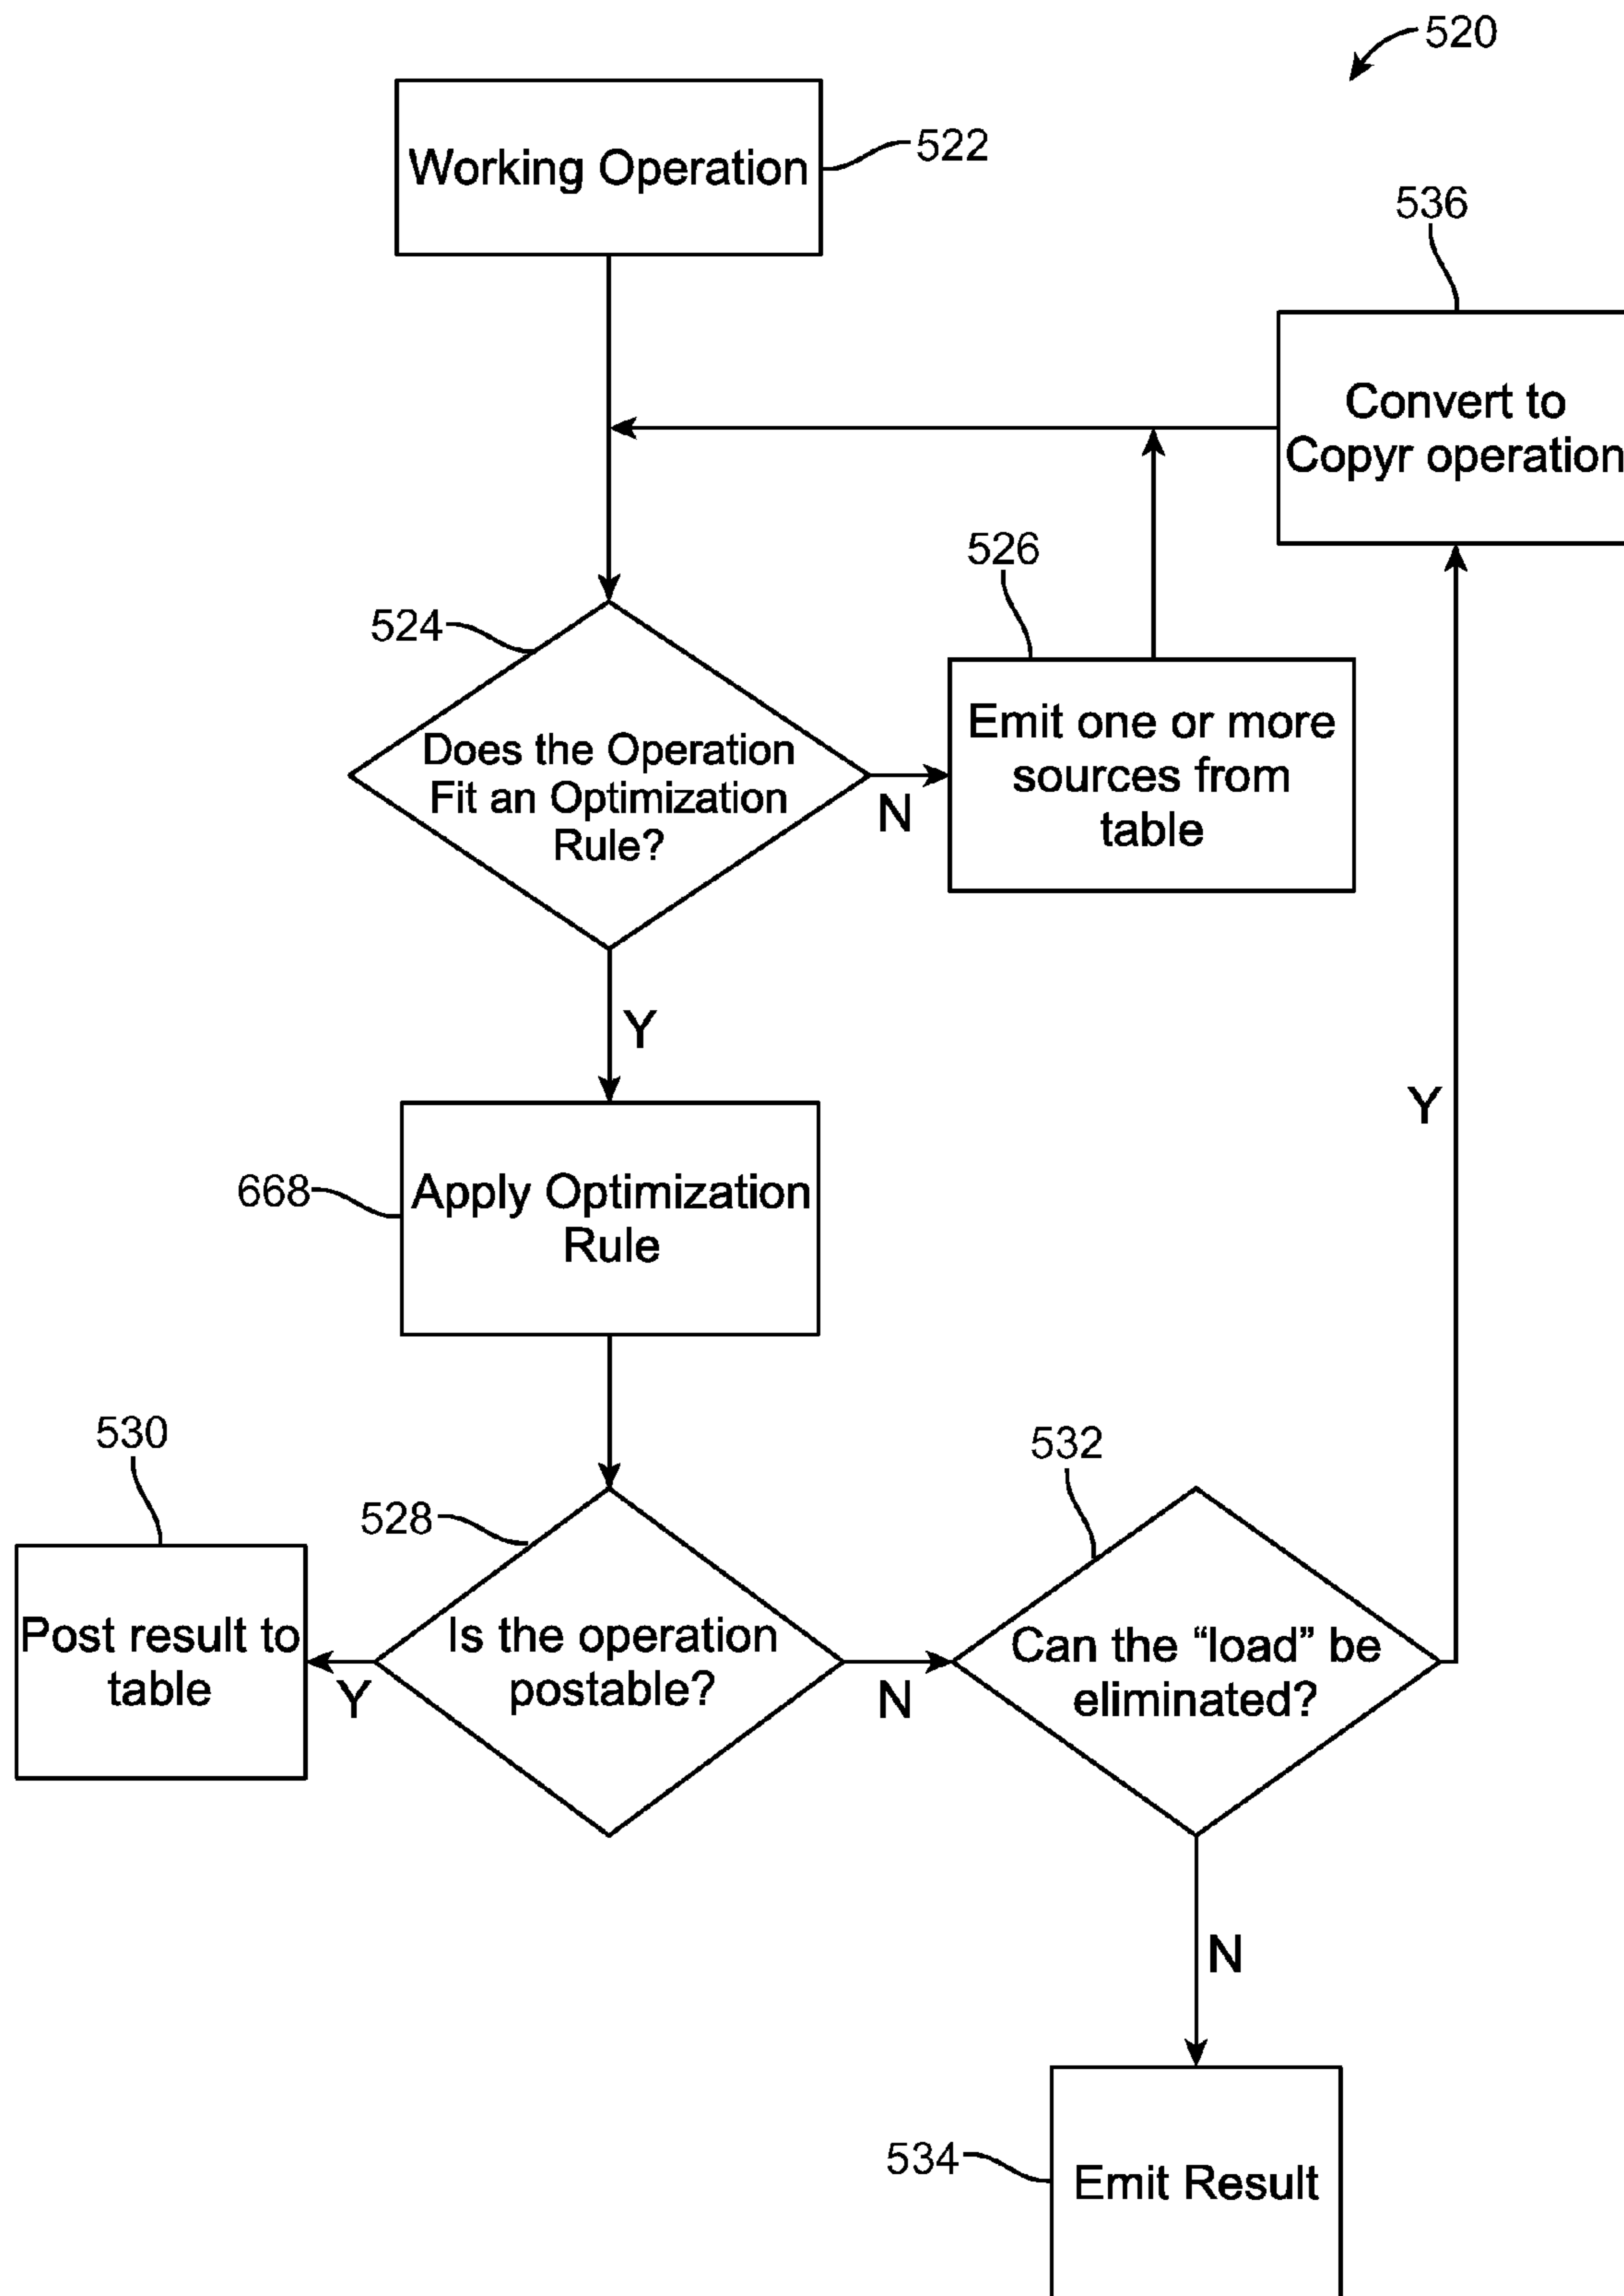 520
Working Operation
522
536
Convert to
Copyr operation
526
524
Emit one or more
sources from
table
Does the Operation
Fit an Optimization
Rule?
N
Y
Y
668
Apply Optimization
Rule
530
532
528
Post result to
table
Is the operation
postable?
Can the “load” be
eliminated?
Y
N
N
534
Emit Result